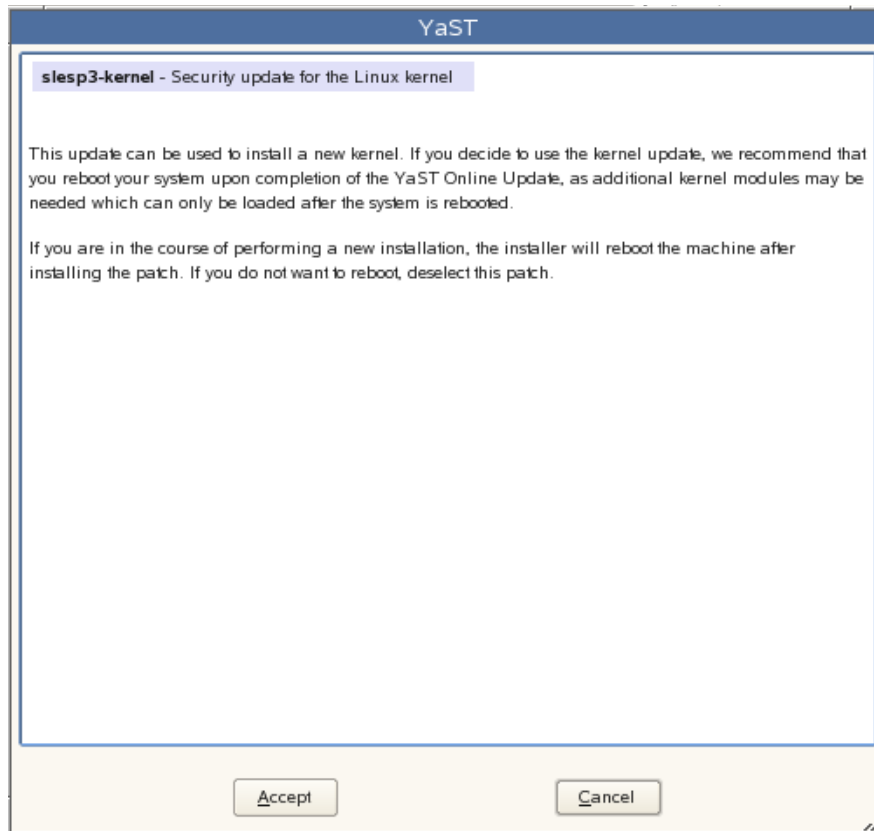 YaST
slesp3-kernel - Security update for the Linux kernel
This update can be used to install a new kernel. If you decide to use the kernel update, we recommend that
you reboot your system upon completion of the YaST Online Update, as additional kernel modules may be
needed which can only be loaded after the system is rebooted.
If you are in the course of performing a new installation, the installer will reboot the machine after
installing the patch. If you do not want to reboot, deselect this patch.
Accept
Cancel